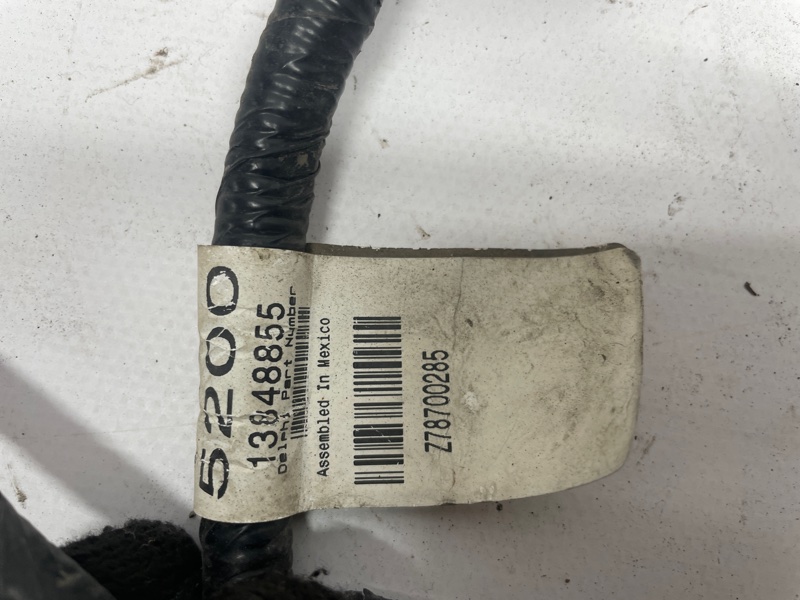 5200
13848855
Delphi Part Number
Assembled In Mexico
Z78700285